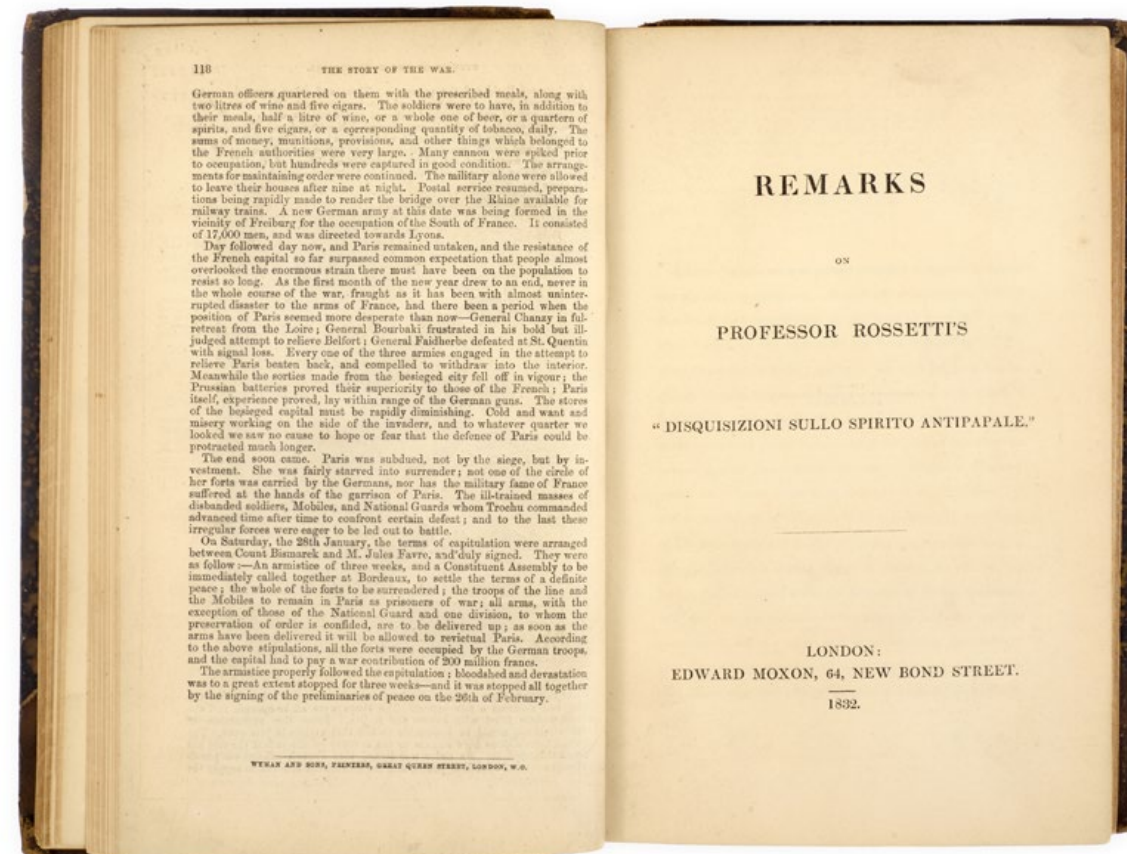 118 THE STORY OF THE WAR.
German officers quartered on them with the prescribed meals, along with
two litres of wine and five cigars. The soldiers were to have, in addition to
their meals, half a litre of wine, or a whole one of beer, or a quartern of
spirits, and five cigars, or a corresponding quantity of tobacco, daily. The
sums of money, munitions, provisions, and other things which belonged to
the French authorities were very large. Many cannon were spiked prior
to occupation, but hundreds were captured in good condition. The arrange-
ments for maintaining order were continued. The military alone were allowed
to leave their houses after nine at night. Postal service resumed, prepara-
tions being rapidly made to render the bridge over the Rhine available for
railway trains. A new German army at this date was being formed in the
vicinity of Freiburg for the occupation of the South of France. It consisted
of 17,000 men, and was directed towards Lyons.
Day followed day now, and Paris remained untaken, and the resistance of
the French capital so far surpassed common expectation that people almost
overlooked the enormous strain there must have been on the population to
resist so long. As the first month of the new year drew to an end, never in
the whole course of the war, fraught as it has been with almost uninter-
rupted disaster to the arms of France, had there been a period when the
position of Paris seemed more desperate than now—General Chanzy in ful-
retreat from the Loire; General Bourbaki frustrated in his bold but ill-
judged attempt to relieve Belfort; General Faidherbe defeated at St. Quentin
with signal loss. Every one of the three armies engaged in the attempt to
relieve Paris beaten back, and compelled to withdraw into the interior.
Meanwhile the sorties made from the besieged city fell off in vigour; the
Prussian batteries proved their superiority to those of the French; Paris
itself, experience proved, lay within range of the German guns. The stores
of the besieged capital must be rapidly diminishing. Cold and want and
misery working on the side of the invaders, and to whatever quarter we
looked we saw no cause to hope or fear that the defence of Paris could be
protracted much longer.
The end soon came. Paris was subdued, not by the siege, but by in-
vestment. She was fairly starved into surrender; not one of the circle of
her forts was carried by the Germans, nor has the military fame of France
suffered at the hands of the garrison of Paris. The ill-trained masses of
disbanded soldiers, Mobiles, and National Guards whom Trochu commanded
advanced time after time to confront certain defeat; and to the last these
irregular forces were eager to be led out to battle.
On Saturday, the 28th January, the terms of capitulation were arranged
between Count Bismarck and M. Jules Favre, and duly signed. They were
as follow:—An armistice of three weeks, and a Constituent Assembly to be
immediately called together at Bordeaux, to settle the terms of a definite
peace; the whole of the forts to be surrendered; the troops of the line and
the Mobiles to remain in Paris as prisoners of war; all arms, with the
exception of those of the National Guard and one division, to whom the
preservation of order is confided, are to be delivered up; as soon as the
arms have been delivered it will be allowed to revictual Paris. According
to the above stipulations, all the forts were occupied by the German troops,
and the capital had to pay a war contribution of 200 million francs.
The armistice properly followed the capitulation; bloodshed and devastation
was to a great extent stopped for three weeks—and it was stopped all together
by the signing of the preliminaries of peace on the 26th of February.
WYMAN AND SONS, PRINTERS, GREAT QUEEN STREET, LONDON, W.C.
REMARKS
ON
PROFESSOR ROSSETTI'S
"DISQUISIZIONI SULLO SPIRITO ANTIPAPALE."
LONDON:
EDWARD MOXON, 64, NEW BOND STREET.
1832.